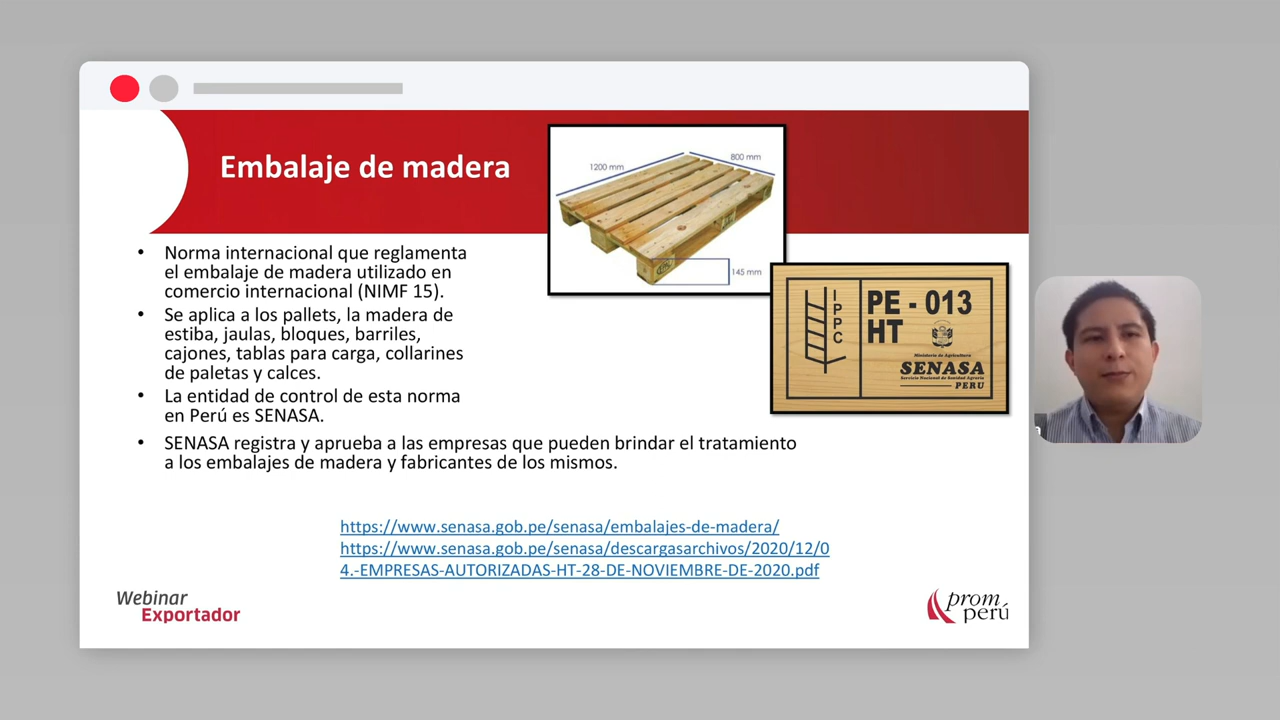 Embalaje de madera
1200 mm
800 mm
145 mm
• Norma internacional que reglamenta
el embalaje de madera utilizado en
comercio internacional (NIMF 15).
• Se aplica a los pallets, la madera de
estiba, jaulas, bloques, barriles,
cajones, tablas para carga, collarines
de paletas y calces.
• La entidad de control de esta norma
en Perú es SENASA.
• SENASA registra y aprueba a las empresas que pueden brindar el tratamiento
a los embalajes de madera y fabricantes de los mismos.
IPPC
PE - 013
HT
Ministerio de Agricultura
SENASA
Servicio Nacional de Sanidad Agraria
PERU
https://www.senasa.gob.pe/senasa/embalajes-de-madera/
https://www.senasa.gob.pe/senasa/descargasarchivos/2020/12/0
4.-EMPRESAS-AUTORIZADAS-HT-28-DE-NOVIEMBRE-DE-2020.pdf
Webinar
Exportador
prom
perú